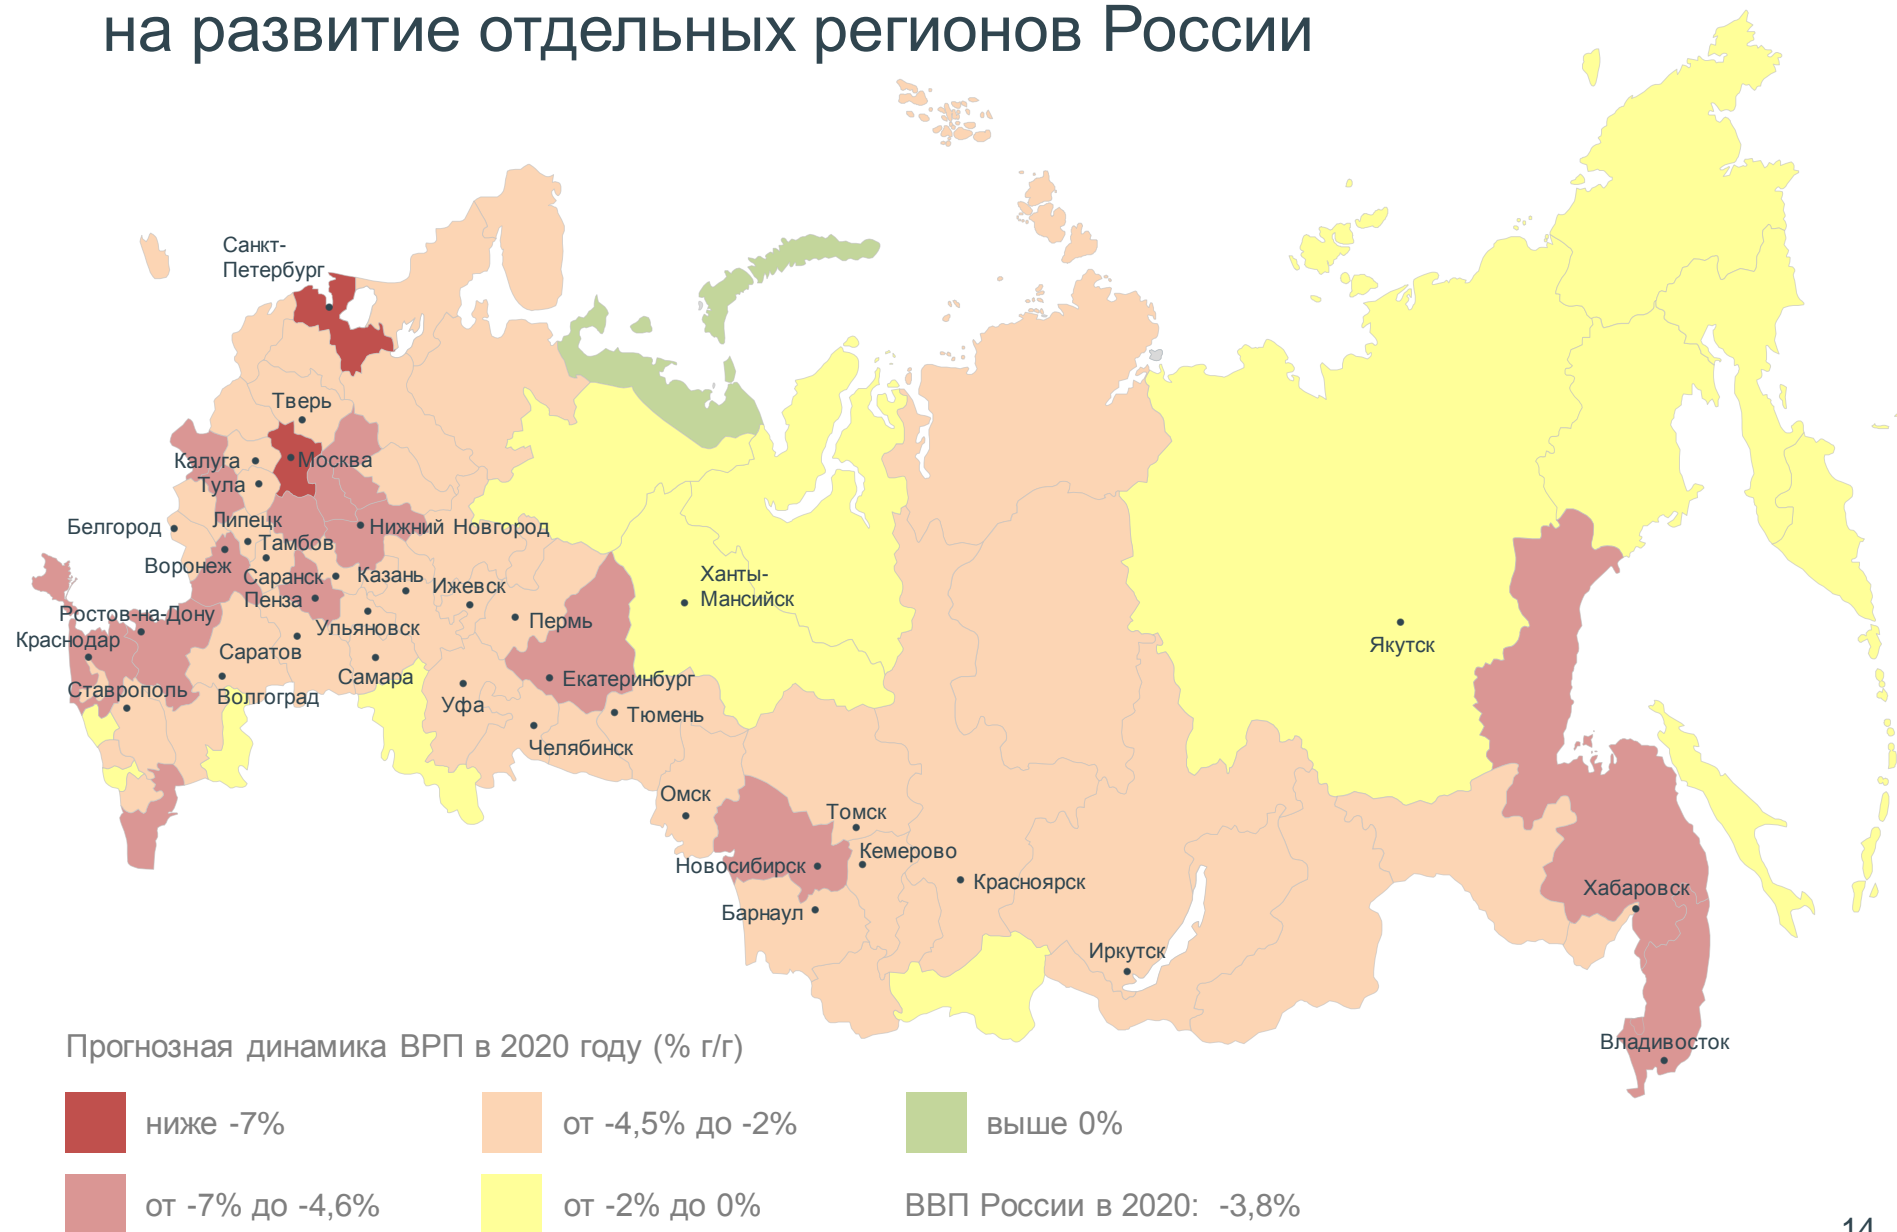 на развитие отдельных регионов России
Санкт-
Петербург
Тверь
Калуга
Москва
Тула
Белгород
Липецк
Нижний Новгород
Тамбов
Воронеж
Саранск
Казань
Ижевск
Ханты-
Мансийск
Пенза
Ростов-на-Дону
Ульяновск
Пермь
Краснодар
Якутск
Саратов
Самара
Екатеринбург
Ставрополь
Волгоград
Уфа
Тюмень
Челябинск
Омск
Томск
Кемерово
Новосибирск
Красноярск
Хабаровск
Барнаул
Иркутск
Владивосток
Прогнозная динамика ВРП в 2020 году (% г/г)
ниже -7%
от -4,5% до -2%
выше 0%
от -7% до -4,6%
от -2% до 0%
ВВП России в 2020: -3,8%
14